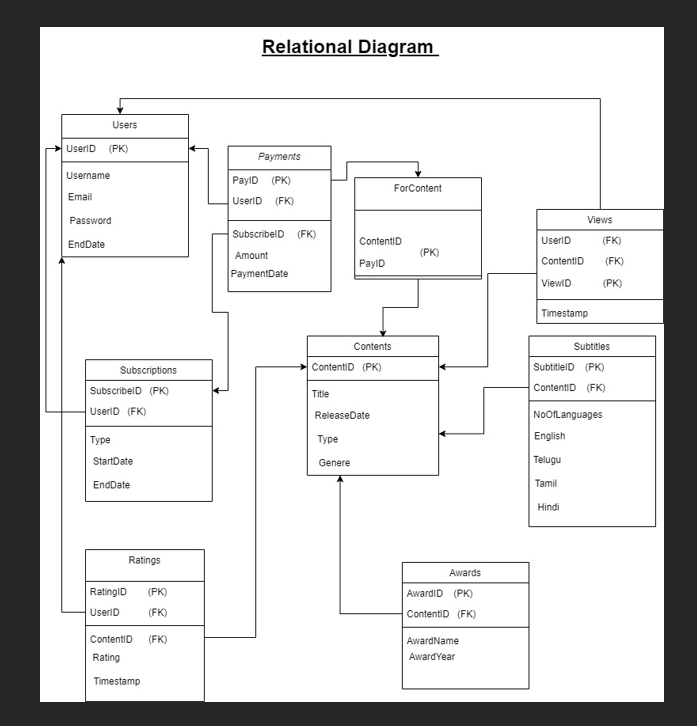 Relational Diagram
Users
UserID (PK)
Username
Email
Password
EndDate
Payments
PayID (PK)
UserID (FK)
SubscribeID (FK)
Amount
PaymentDate
ForContent
ContentID
(PK)
PayID
Views
UserID (FK)
ContentID (FK)
ViewID (PK)
Timestamp
Subscriptions
SubscribeID (PK)
UserID (FK)
Type
StartDate
EndDate
Contents
ContentID (PK)
Title
ReleaseDate
Type
Genere
Subtitles
SubtitleID (PK)
ContentID (FK)
NoOfLanguages
English
Telugu
Tamil
Hindi
Ratings
RatingID (PK)
UserID (FK)
ContentID (FK)
Rating
Timestamp
Awards
AwardID (PK)
ContentID (FK)
AwardName
AwardYear